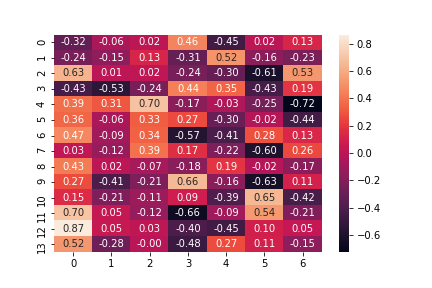 0 -0.32 -0.06 0.02 0.46 -0.45 0.02 0.13
1 -0.24 -0.15 0.13 -0.31 0.52 -0.16 -0.23
2 0.63 0.01 0.02 -0.24 -0.30 -0.61 0.53
3 -0.43 -0.53 -0.24 0.44 0.35 -0.43 0.19
4 0.39 0.31 0.70 -0.17 -0.03 -0.25 -0.72
5 0.36 -0.06 0.33 0.27 -0.30 -0.02 -0.44
6 0.47 -0.09 0.34 -0.57 -0.41 0.28 0.13
7 0.03 -0.12 0.39 0.17 -0.22 -0.60 0.26
8 0.43 0.02 -0.07 -0.18 0.19 -0.02 -0.17
9 0.27 -0.41 -0.21 0.66 -0.16 -0.63 0.11
10 0.15 -0.21 -0.11 0.09 -0.39 0.65 -0.42
11 0.70 0.05 -0.12 -0.66 -0.09 0.54 -0.21
12 0.87 0.05 0.03 -0.40 -0.45 0.10 0.05
13 0.52 -0.28 -0.00 -0.48 0.27 0.11 -0.15
0 1 2 3 4 5 6
0.8
0.6
0.4
0.2
0.0
−0.2
−0.4
−0.6